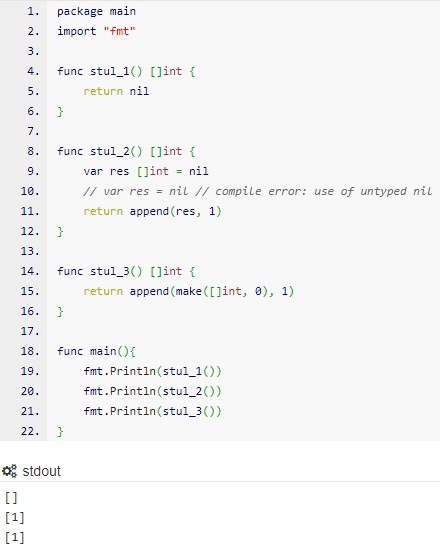 1. package main
2. import "fmt"
3.
4. func stul_1() []int {
5.     return nil
6. }
7.
8. func stul_2() []int {
9.     var res []int = nil
10.     // var res = nil // compile error: use of untyped nil
11.     return append(res, 1)
12. }
13.
14. func stul_3() []int {
15.     return append(make([]int, 0), 1)
16. }
17.
18. func main(){
19.     fmt.Println(stul_1())
20.     fmt.Println(stul_2())
21.     fmt.Println(stul_3())
22. }
stdout
[]
[1]
[1]